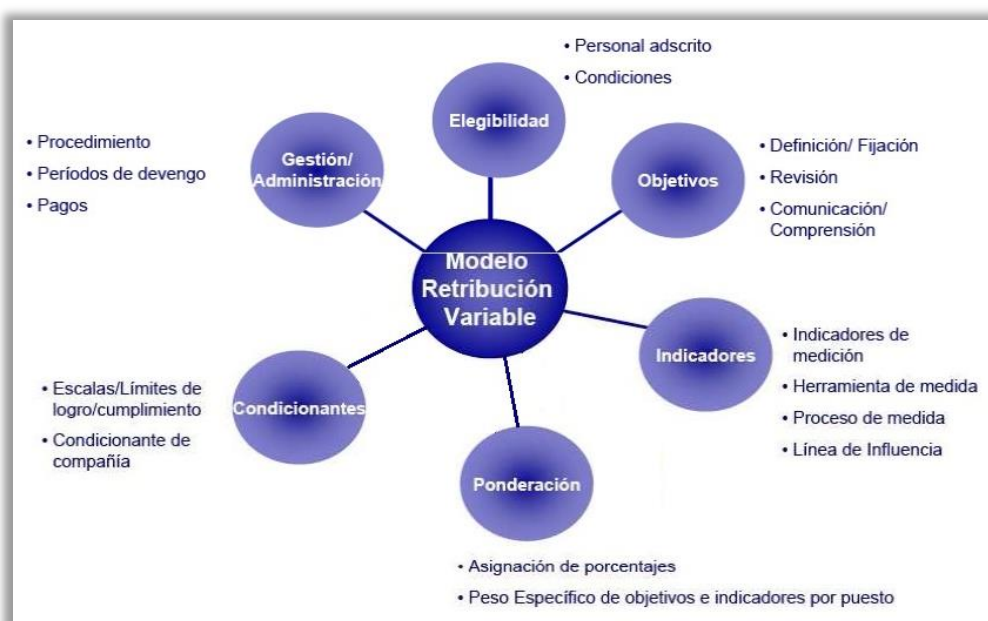 • Personal adscrito
• Condiciones
Elegibilidad
• Procedimiento
• Períodos de devengo
• Pagos
Gestión/
Administración
Objetivos
• Definición/ Fijación
• Revisión
• Comunicación/
Comprensión
Modelo
Retribución
Variable
Indicadores
• Indicadores de
medición
• Herramienta de medida
• Proceso de medida
• Línea de Influencia
• Escalas/Límites de
logro/cumplimiento
• Condicionante de
compañía
Condicionantes
Ponderación
• Asignación de porcentajes
• Peso Específico de objetivos e indicadores por puesto